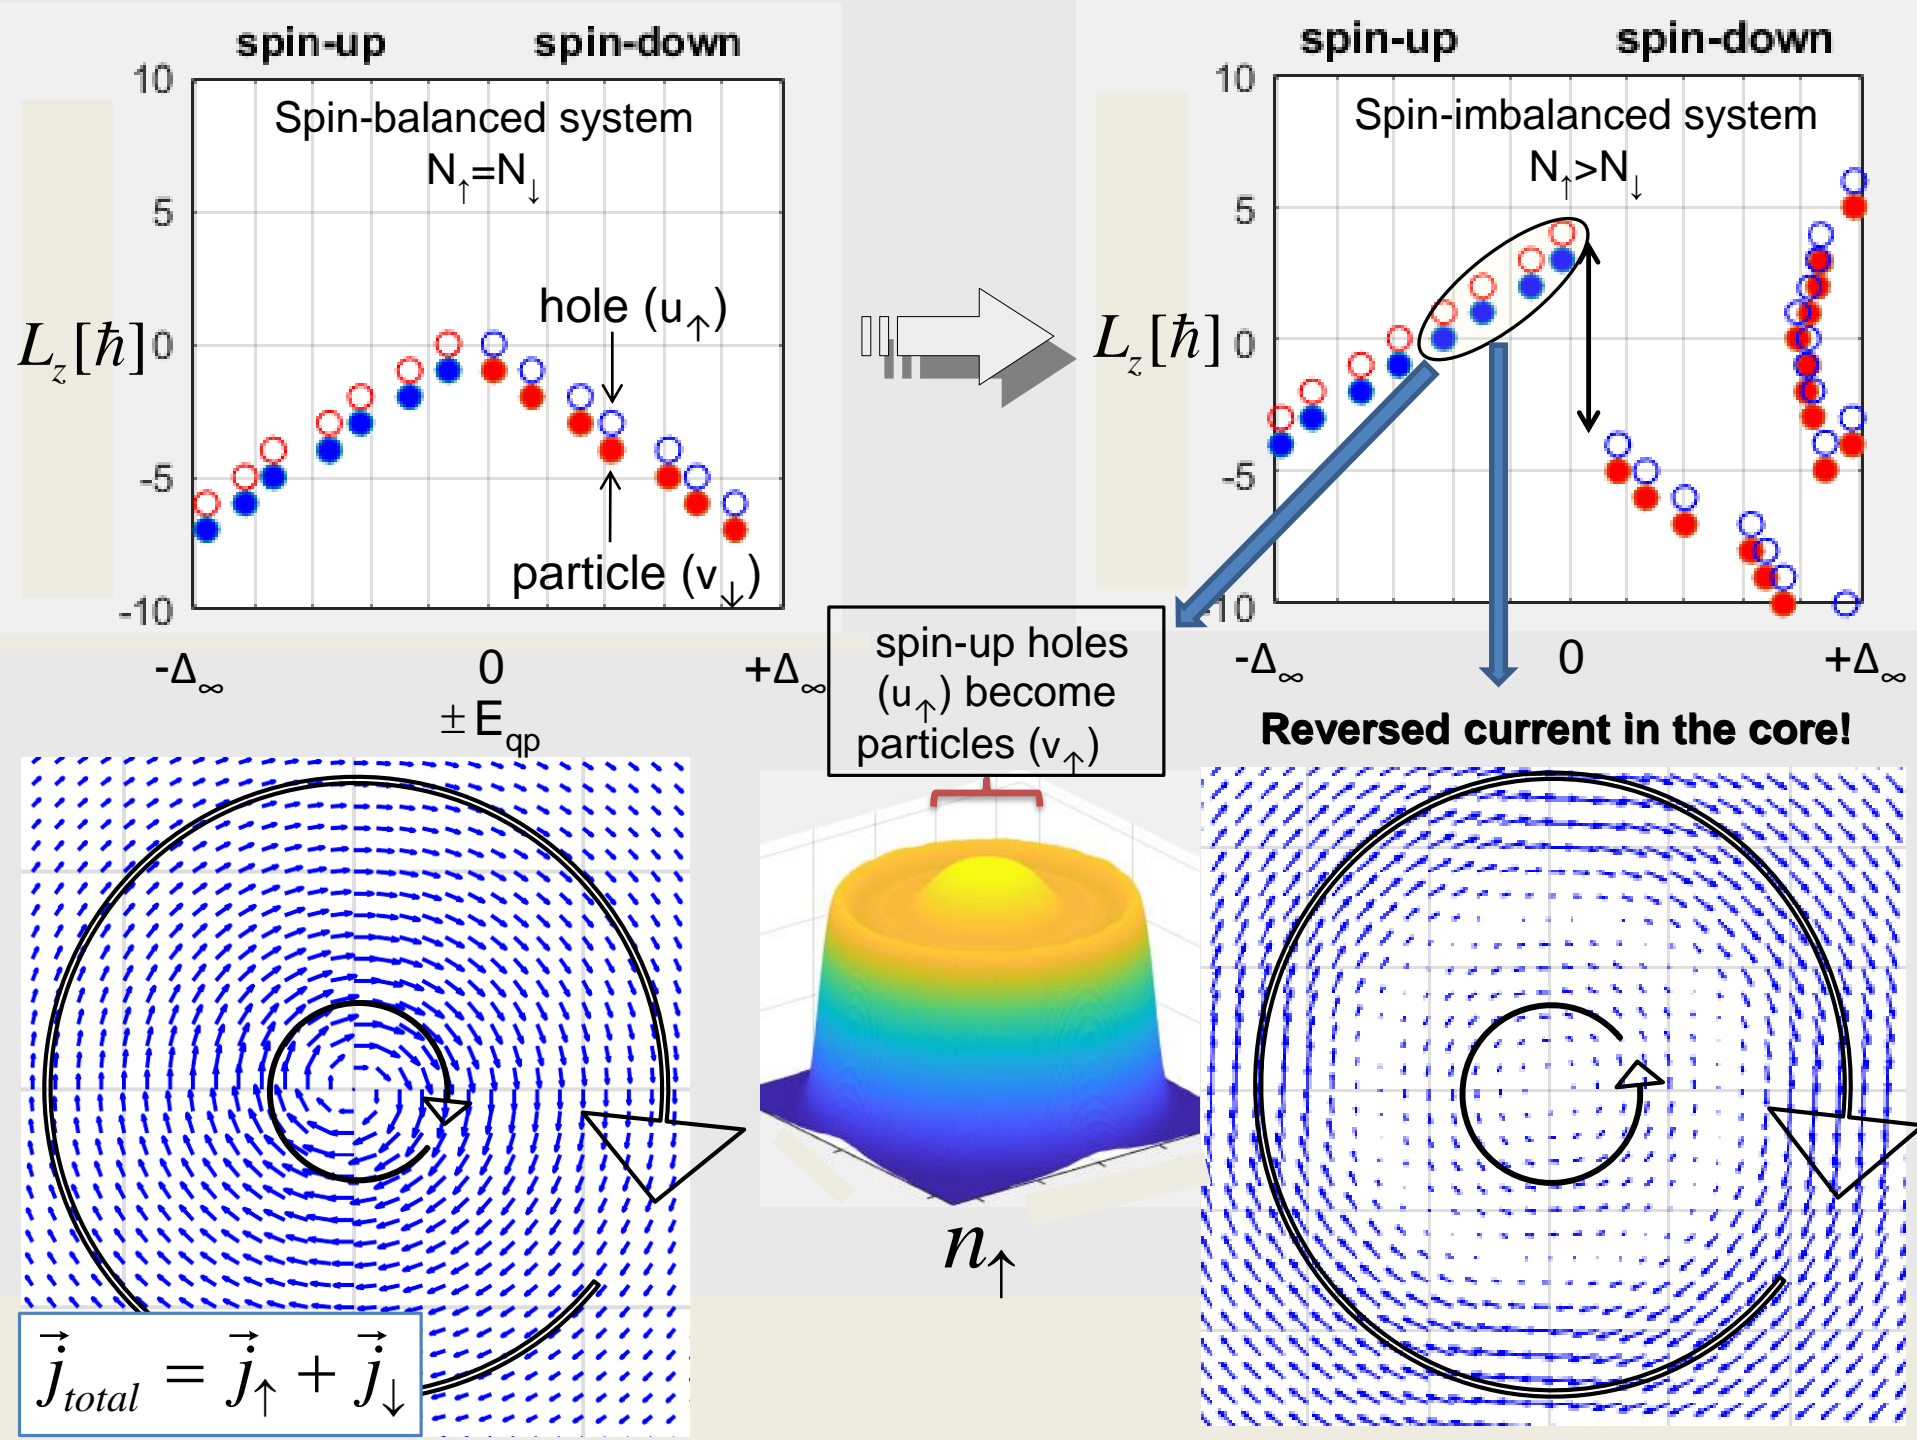 spin-up spin-down
10
Spin-balanced system
N↑=N↓
5
hole (u↑)
L_z[ħ]
0
-5
particle (v↓)
-10
-Δ∞ 0 +Δ∞
± E_qp
spin-up spin-down
10
Spin-imbalanced system
N↑>N↓
5
L_z[ħ]
0
-5
10
-Δ∞ 0 +Δ∞
spin-up holes
(u↑) become
particles (v↑)
Reversed current in the core!
n↑
j⃗_total = j⃗↑ + j⃗↓